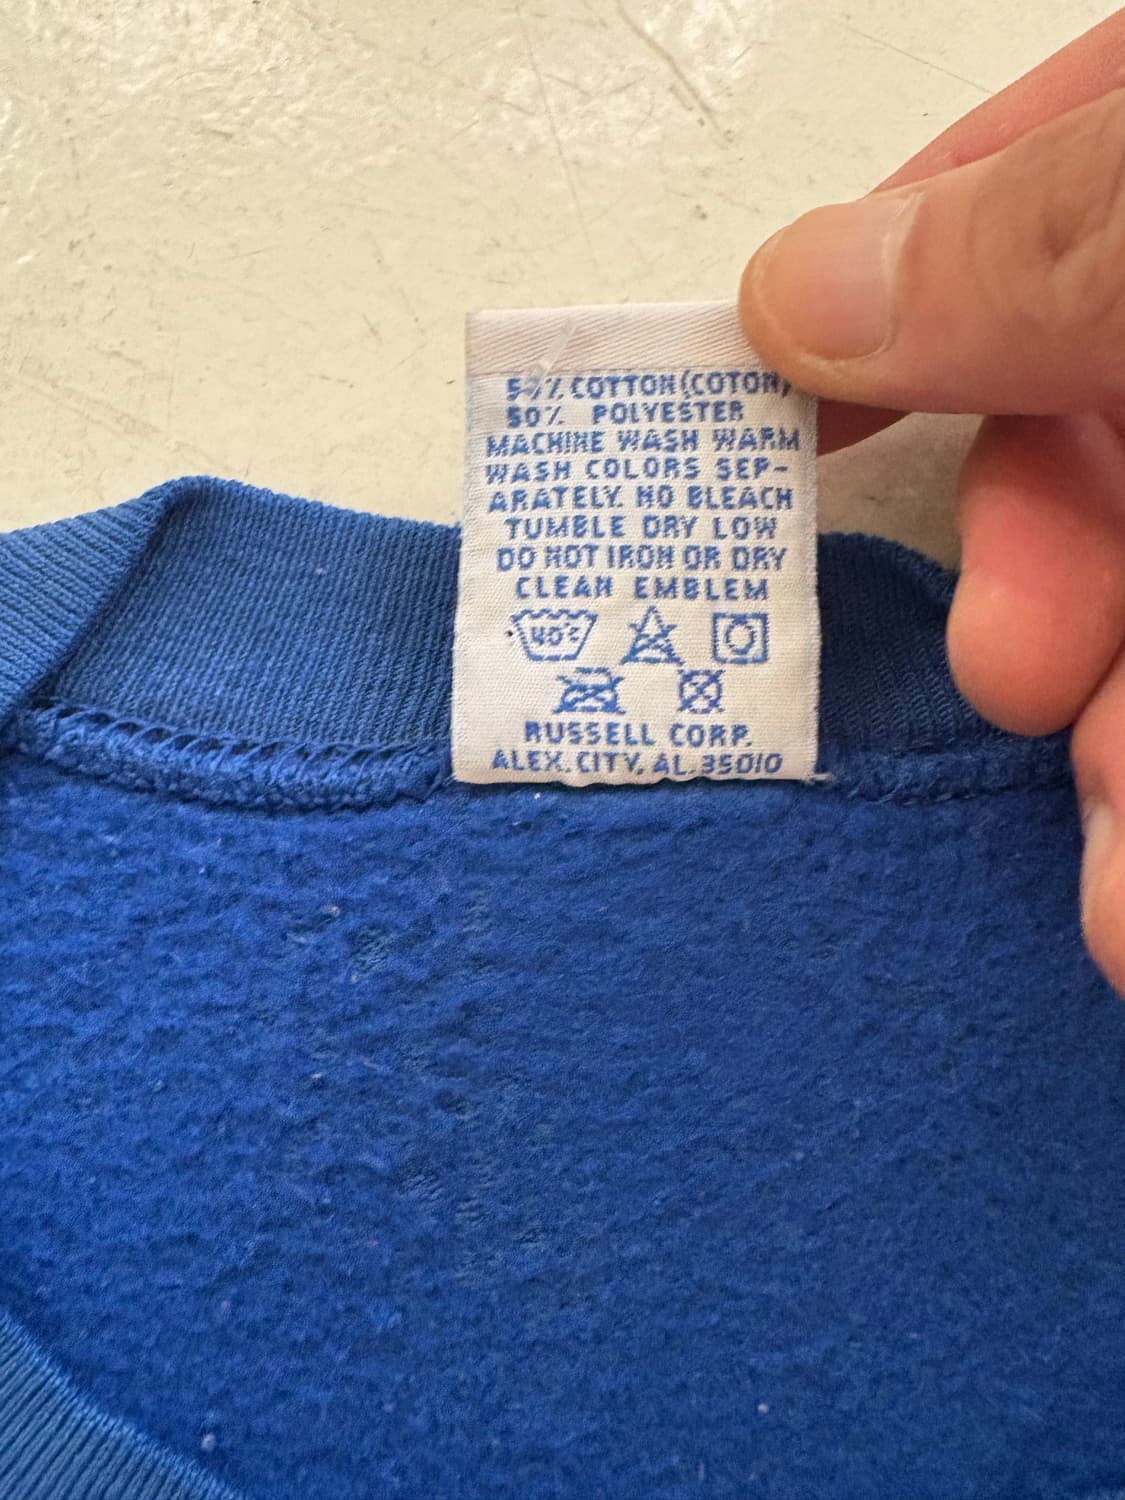 50% COTTON (COTON)
50% POLYESTER
MACHINE WASH WARM
WASH COLORS SEP-
ARATELY. NO BLEACH
TUMBLE DRY LOW
DO NOT IRON OR DRY
CLEAN EMBLEM
40°C
RUSSELL CORP.
ALEX. CITY, AL. 35010